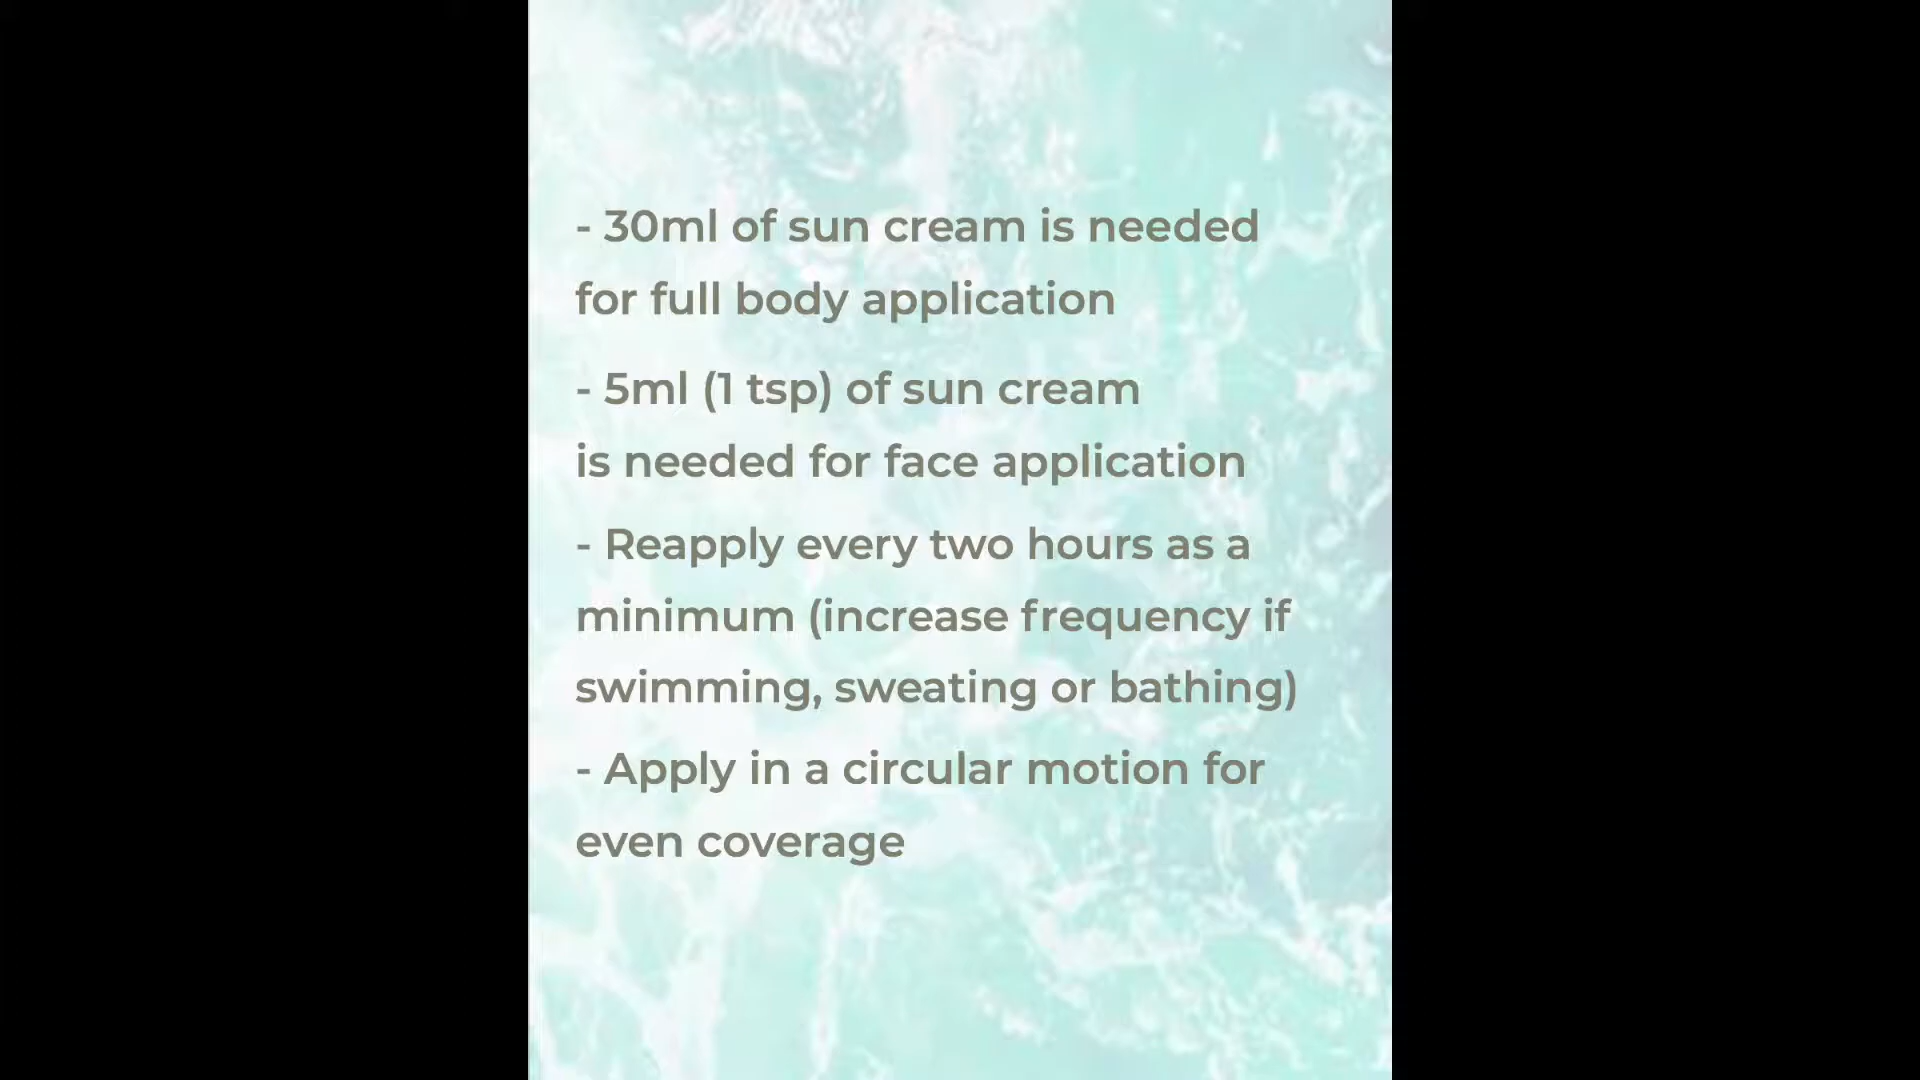 - 30ml of sun cream is needed
for full body application
- 5ml (1 tsp) of sun cream
is needed for face application
- Reapply every two hours as a
minimum (increase frequency if
swimming, sweating or bathing)
- Apply in a circular motion for
even coverage